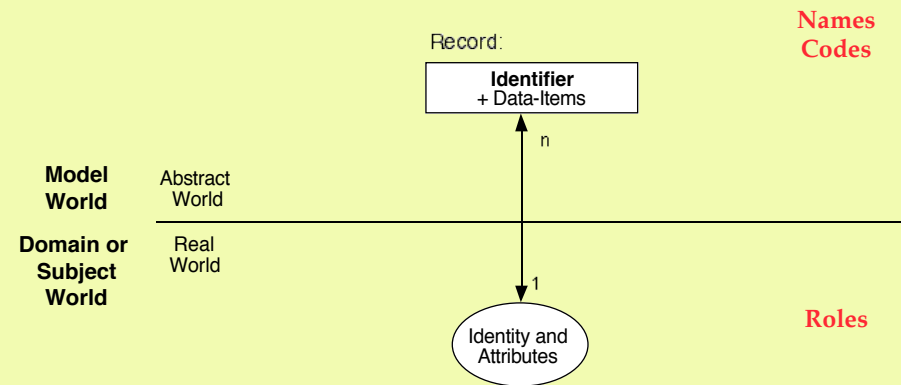 Names
Codes
Record:
Identifier
+ Data-Items
n
Model
World
Abstract
World
Domain or
Subject
World
Real
World
1
Identity and
Attributes
Roles